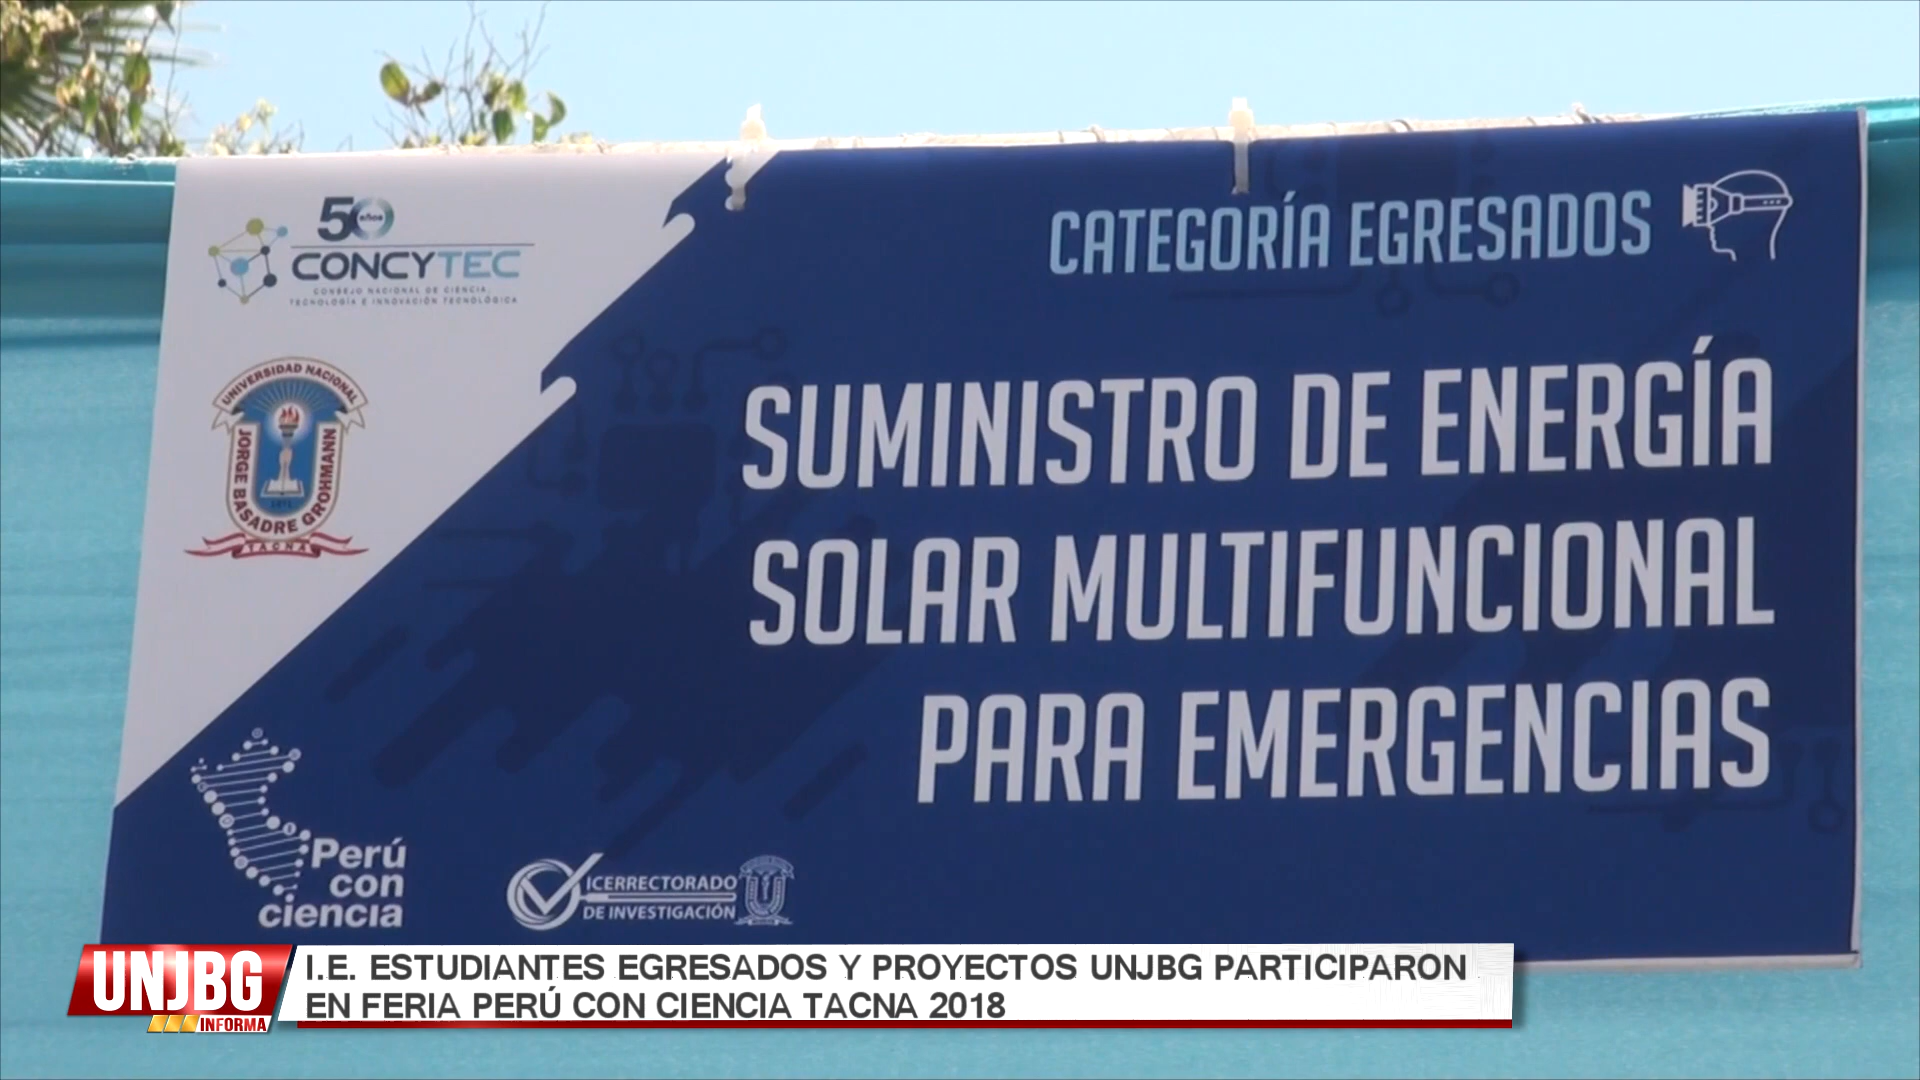 50 años
CONCYTEC
CONSEJO NACIONAL DE CIENCIA,
TECNOLOGÍA E INNOVACIÓN TECNOLÓGICA
CATEGORÍA EGRESADOS
UNIVERSIDAD NACIONAL
JORGE BASADRE GROHMANN
TACNA
SUMINISTRO DE ENERGÍA
SOLAR MULTIFUNCIONAL
PARA EMERGENCIAS
Perú
con
ciencia
VICERRECTORADO
DE INVESTIGACIÓN
UNJBG
INFORMA
I.E. ESTUDIANTES EGRESADOS Y PROYECTOS UNJBG PARTICIPARON
EN FERIA PERÚ CON CIENCIA TACNA 2018